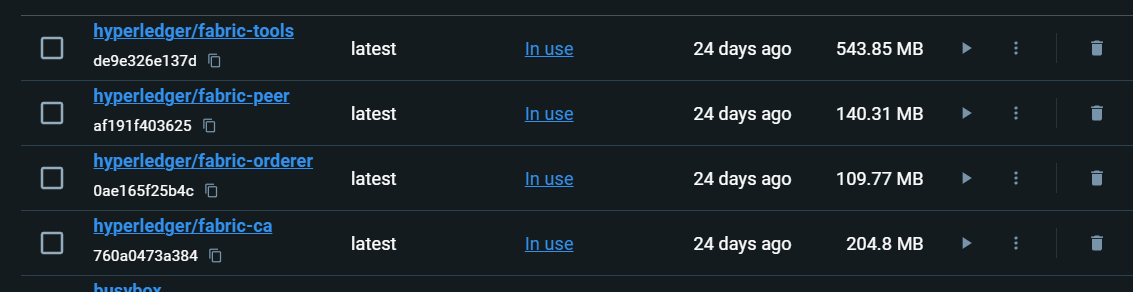 hyperledger/fabric-tools
de9e326e137d
latest In use 24 days ago 543.85 MB
hyperledger/fabric-peer
af191f403625
latest In use 24 days ago 140.31 MB
hyperledger/fabric-orderer
0ae165f25b4c
latest In use 24 days ago 109.77 MB
hyperledger/fabric-ca
760a0473a384
latest In use 24 days ago 204.8 MB
busybox